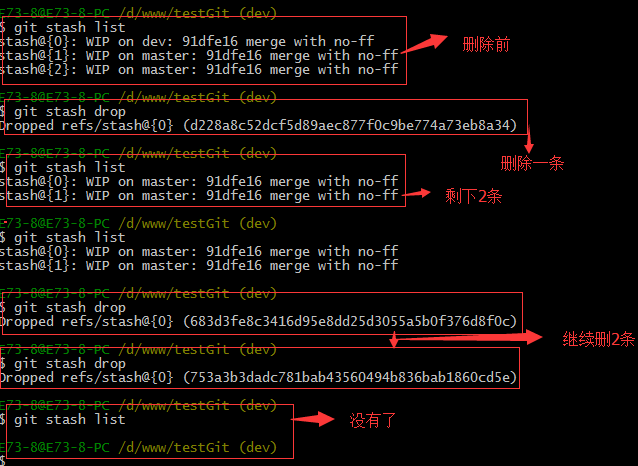 E73-8@E73-8-PC /d/www/testGit (dev)
$ git stash list
stash@{0}: WIP on dev: 91dfe16 merge with no-ff
stash@{1}: WIP on master: 91dfe16 merge with no-ff
stash@{2}: WIP on master: 91dfe16 merge with no-ff
删除前
E73-8@E73-8-PC /d/www/testGit (dev)
$ git stash drop
Dropped refs/stash@{0} (d228a8c52dcf5d89aec877f0c9be774a73eb8a34)
删除一条
E73-8@E73-8-PC /d/www/testGit (dev)
$ git stash list
stash@{0}: WIP on master: 91dfe16 merge with no-ff
stash@{1}: WIP on master: 91dfe16 merge with no-ff
剩下2条
E73-8@E73-8-PC /d/www/testGit (dev)
$ git stash list
stash@{0}: WIP on master: 91dfe16 merge with no-ff
stash@{1}: WIP on master: 91dfe16 merge with no-ff
E73-8@E73-8-PC /d/www/testGit (dev)
$ git stash drop
Dropped refs/stash@{0} (683d3fe8c3416d95e8dd25d3055a5b0f376d8f0c)
继续删2条
E73-8@E73-8-PC /d/www/testGit (dev)
$ git stash drop
Dropped refs/stash@{0} (753a3b3dadc781bab43560494b836bab1860cd5e)
E73-8@E73-8-PC /d/www/testGit (dev)
$ git stash list
没有了
E73-8@E73-8-PC /d/www/testGit (dev)
$